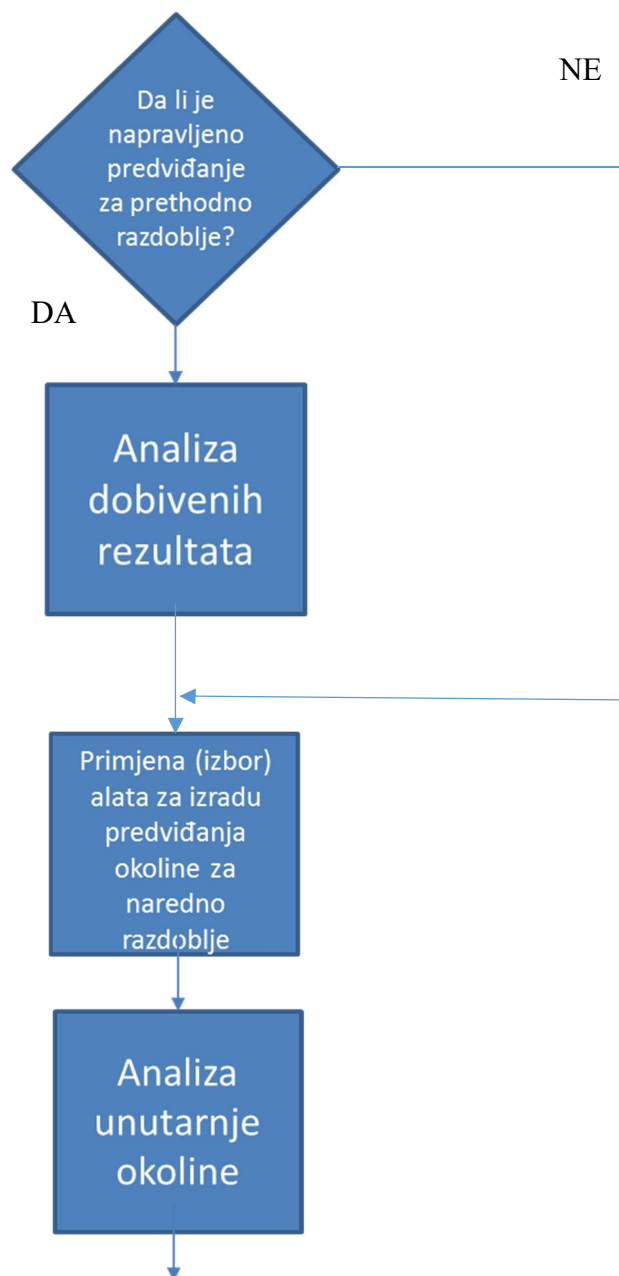 NE
Da li je
napravljeno
predviđanje
za prethodno
razdoblje?
DA
Analiza
dobivenih
rezultata
Primjena (izbor)
alata za izradu
predviđanja
okoline za
naredno
razdoblje
Analiza
unutarnje
okoline